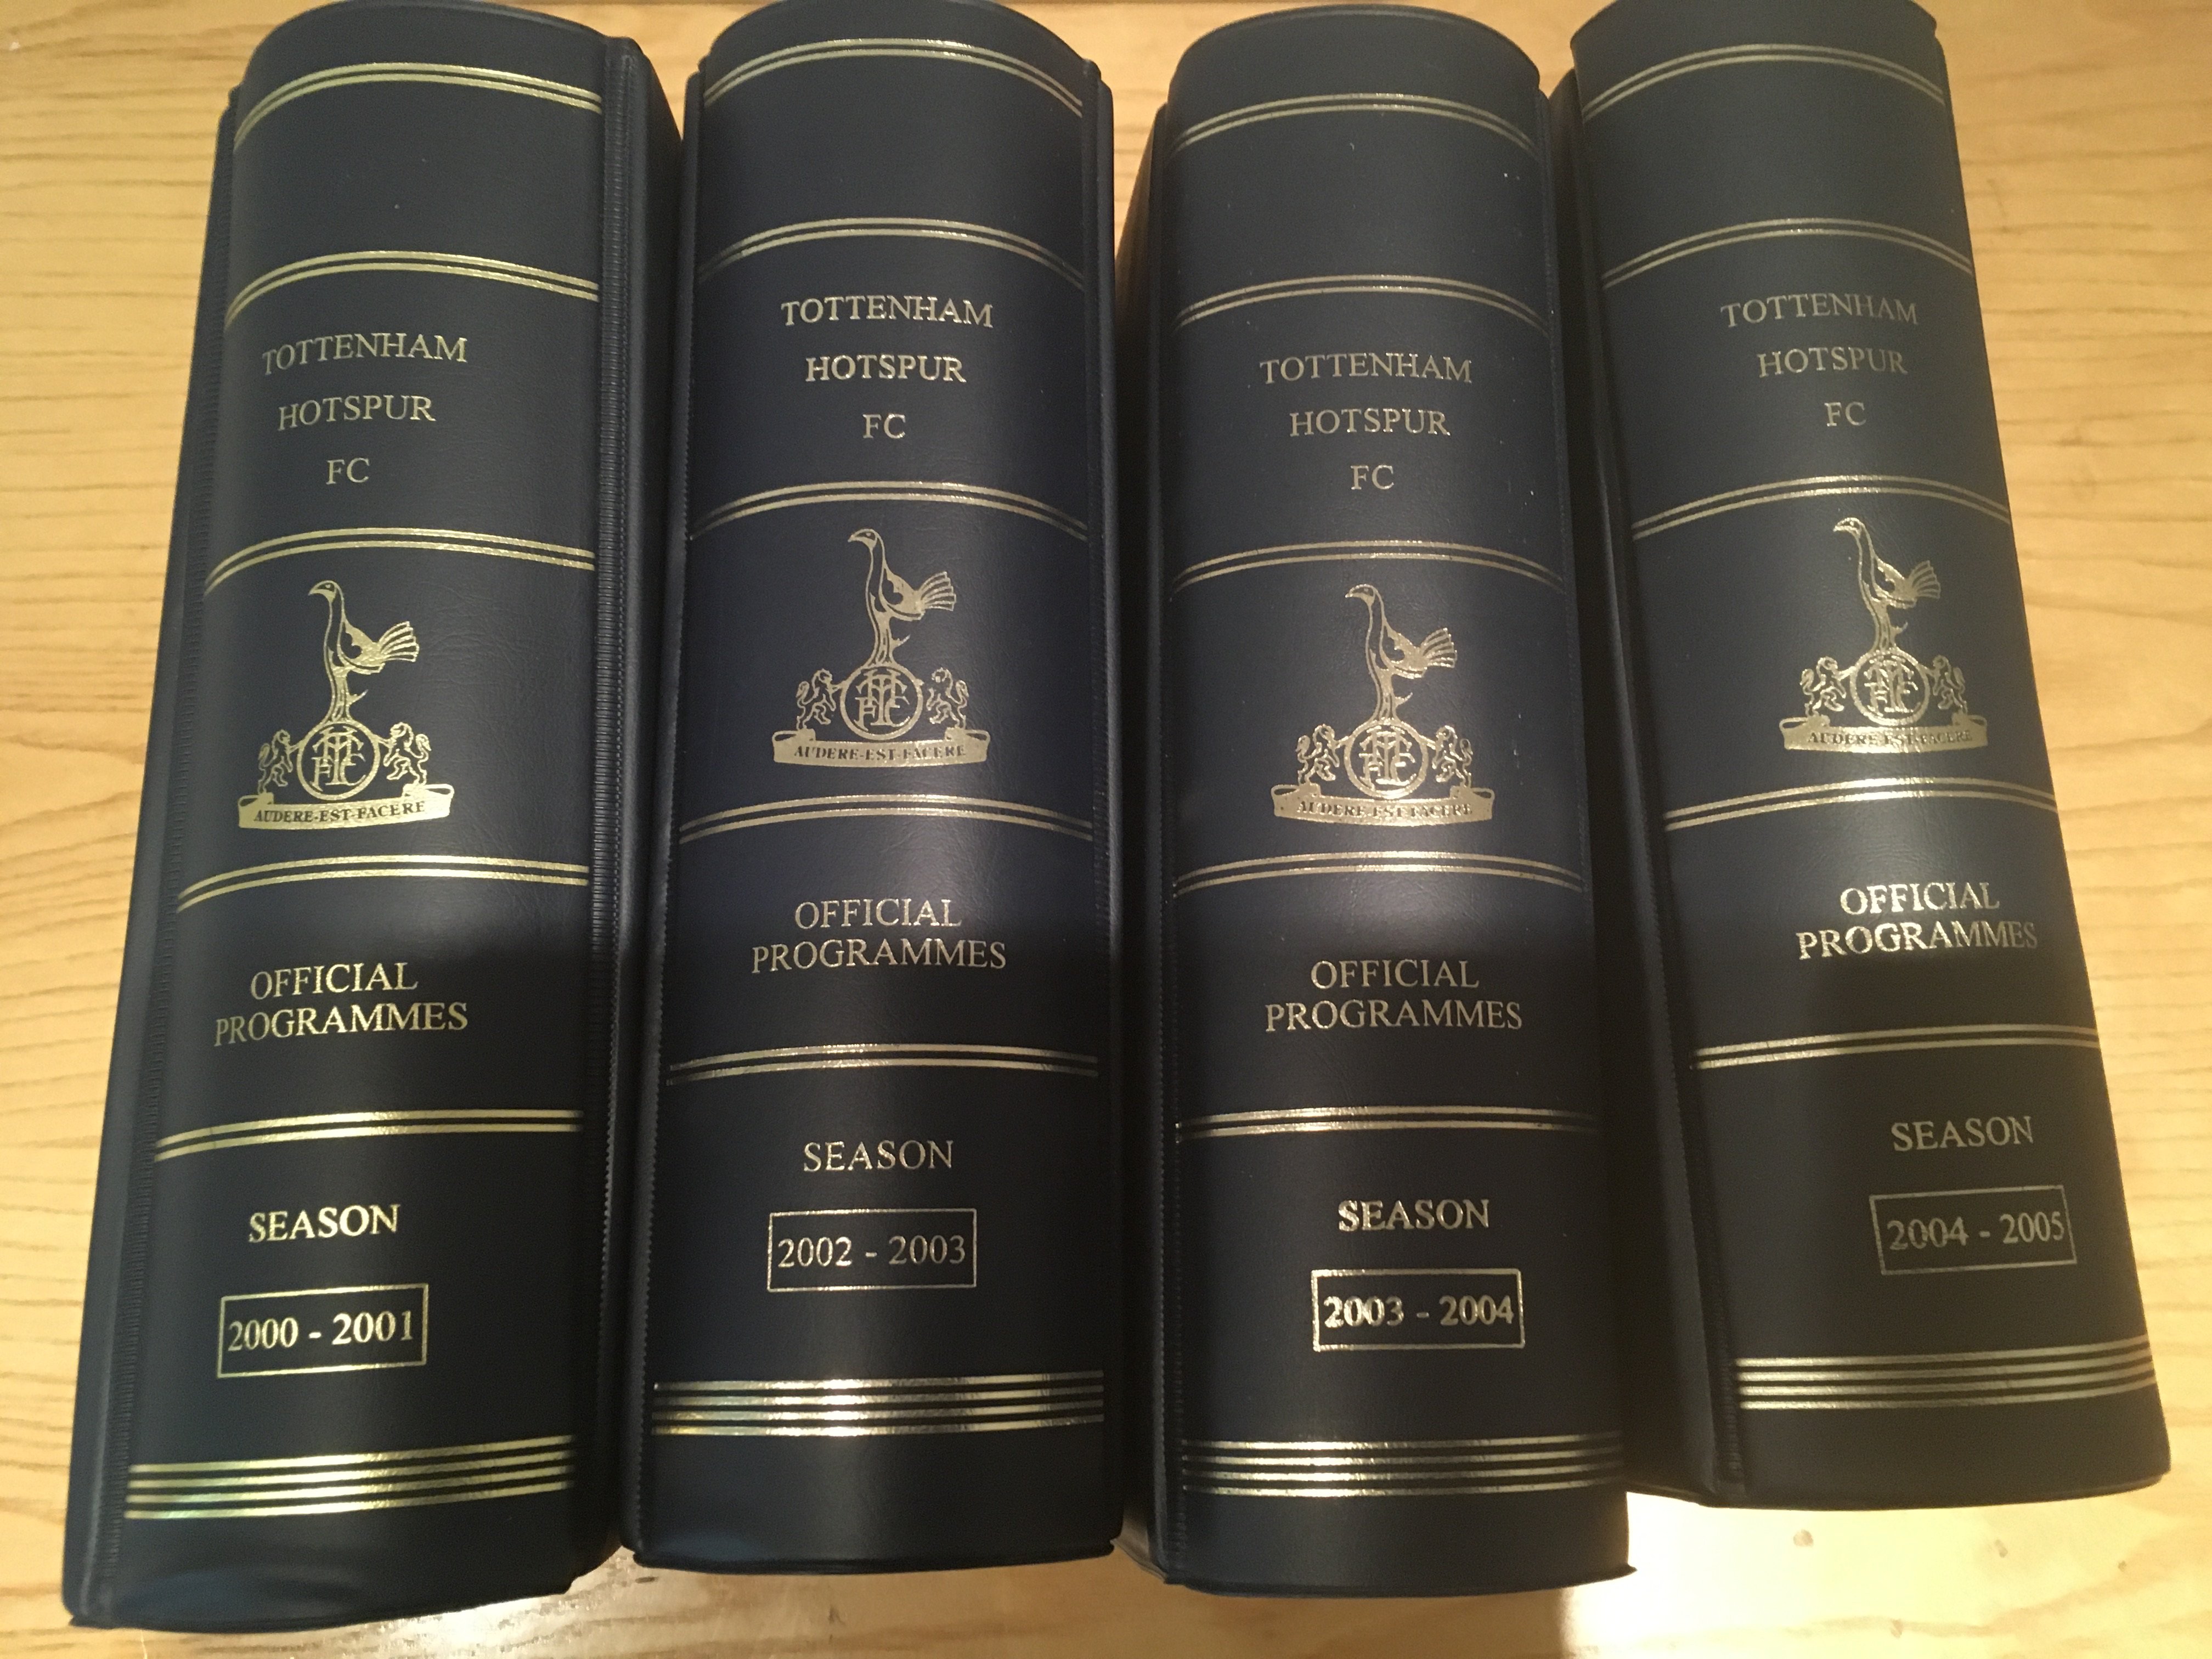 TOTTENHAM
HOTSPUR
FC
AUDERE-EST-FACERE
OFFICIAL
PROGRAMMES
SEASON
2000 - 2001
TOTTENHAM
HOTSPUR
FC
AUDERE-EST-FACERE
OFFICIAL
PROGRAMMES
SEASON
2002 - 2003
TOTTENHAM
HOTSPUR
FC
AUDERE-EST-FACERE
OFFICIAL
PROGRAMMES
SEASON
2003 - 2004
TOTTENHAM
HOTSPUR
FC
AUDERE-EST-FACERE
OFFICIAL
PROGRAMMES
SEASON
2004 - 2005